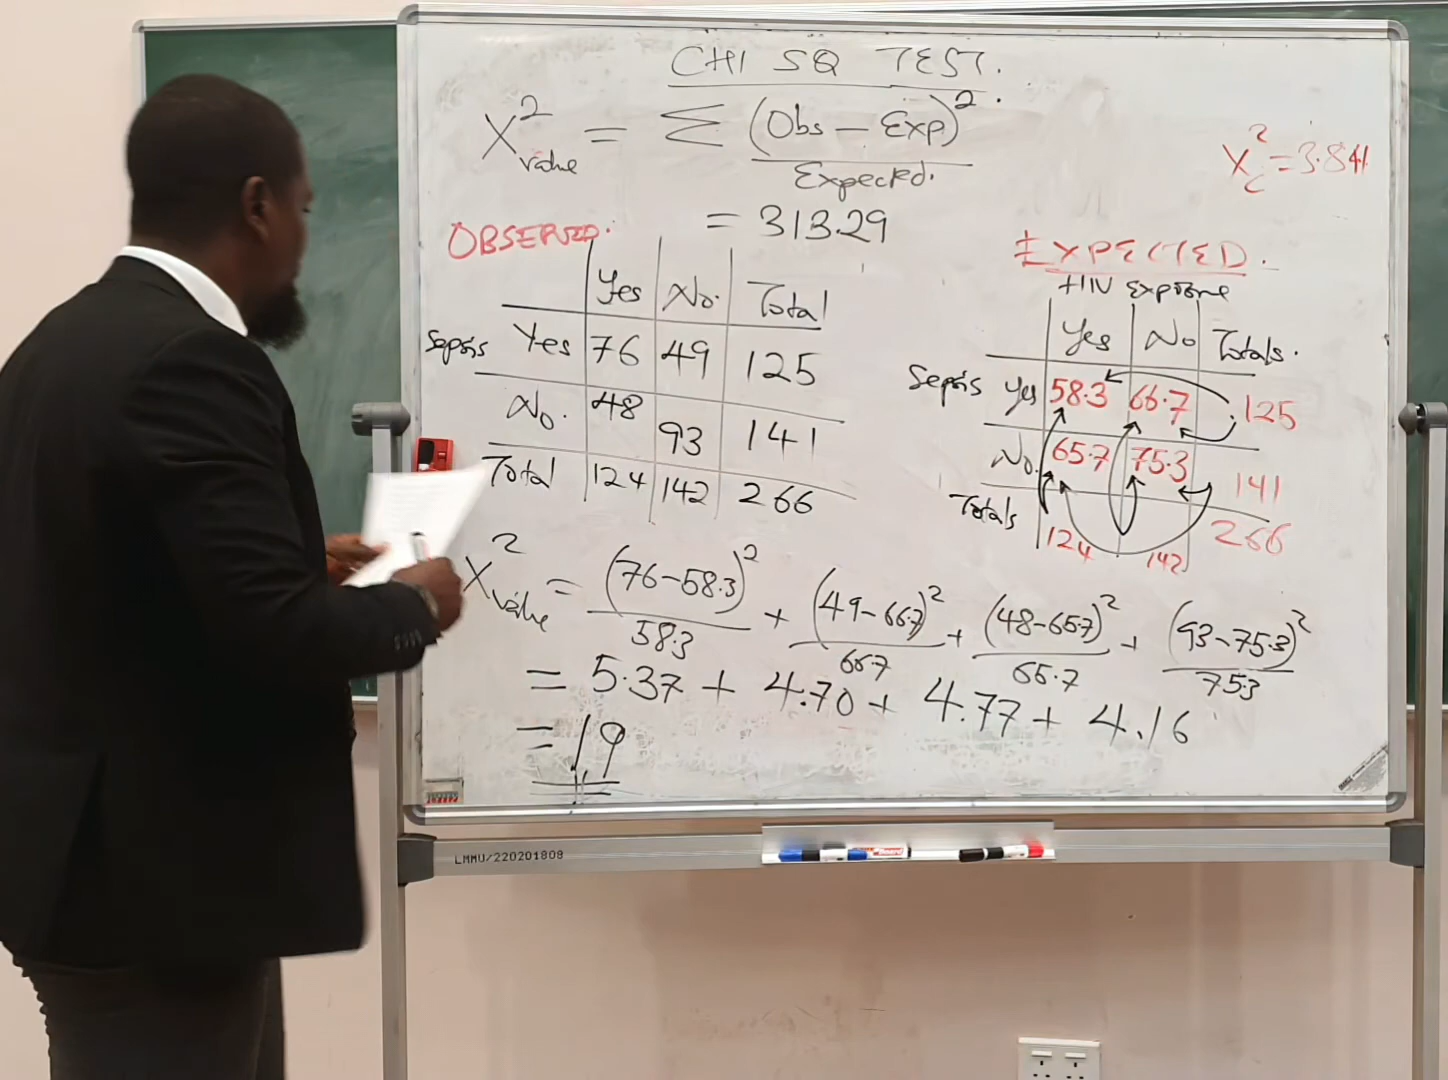 CHI SQ TEST.
X²value = Σ (Obs – Exp)² / Expected.
X²c = 3.841
= 313.29
OBSERVED.
Yes No. Total
Sepsis Yes 76 49 125
No. 48 93 141
Total 124 142 266
EXPECTED.
HIV Exposure
Yes No Totals.
Sepsis Yes 58.3 66.7 125
No. 65.7 75.3 141
Totals 124 142 266
X²value = (76–58.3)² / 58.3 + (49–66.7)² / 66.7 + (48–65.7)² / 65.7 + (93–75.3)² / 75.3
= 5.37 + 4.70 + 4.77 + 4.16
= 19
LMMU/220201808